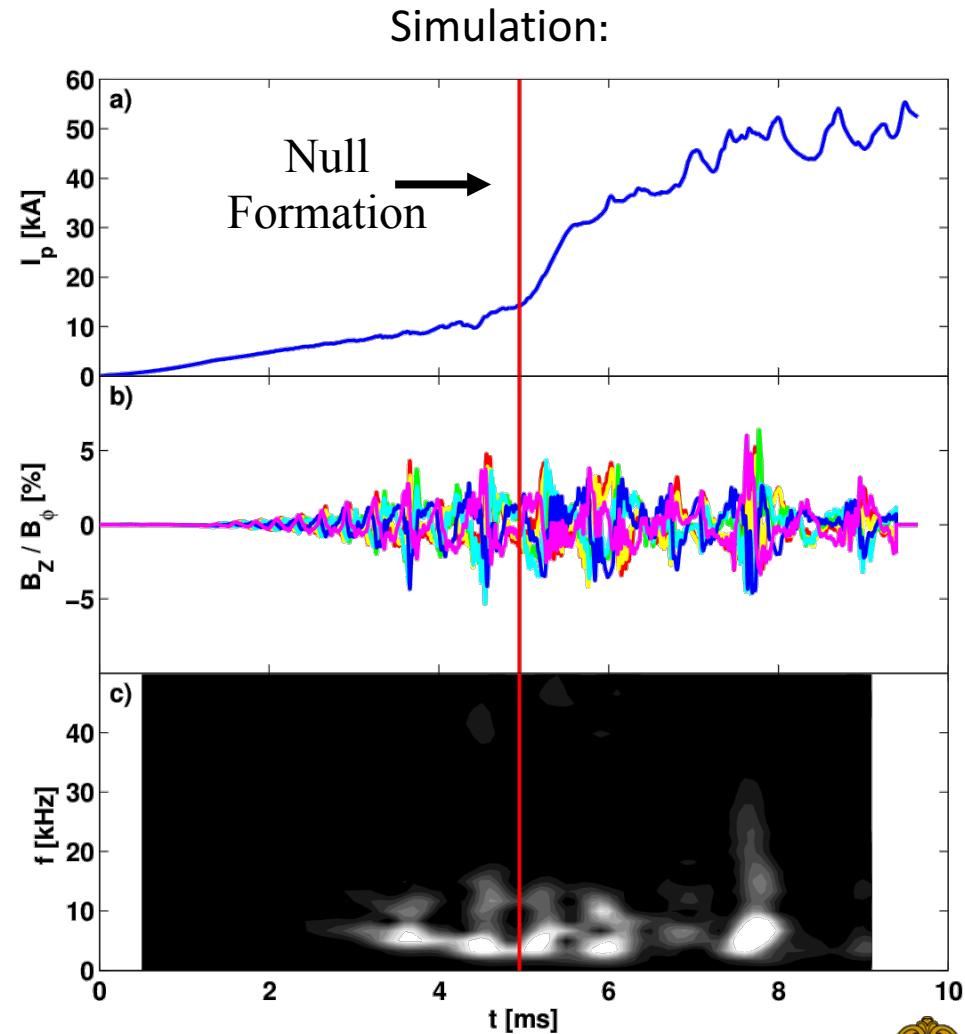 Simulation:
a)
Null
Formation
I_p [kA]
60
50
40
30
20
10
0
b)
B_Z / B_ϕ [%]
5
0
−5
c)
f [kHz]
40
30
20
10
0
0 2 4 6 8 10
t [ms]